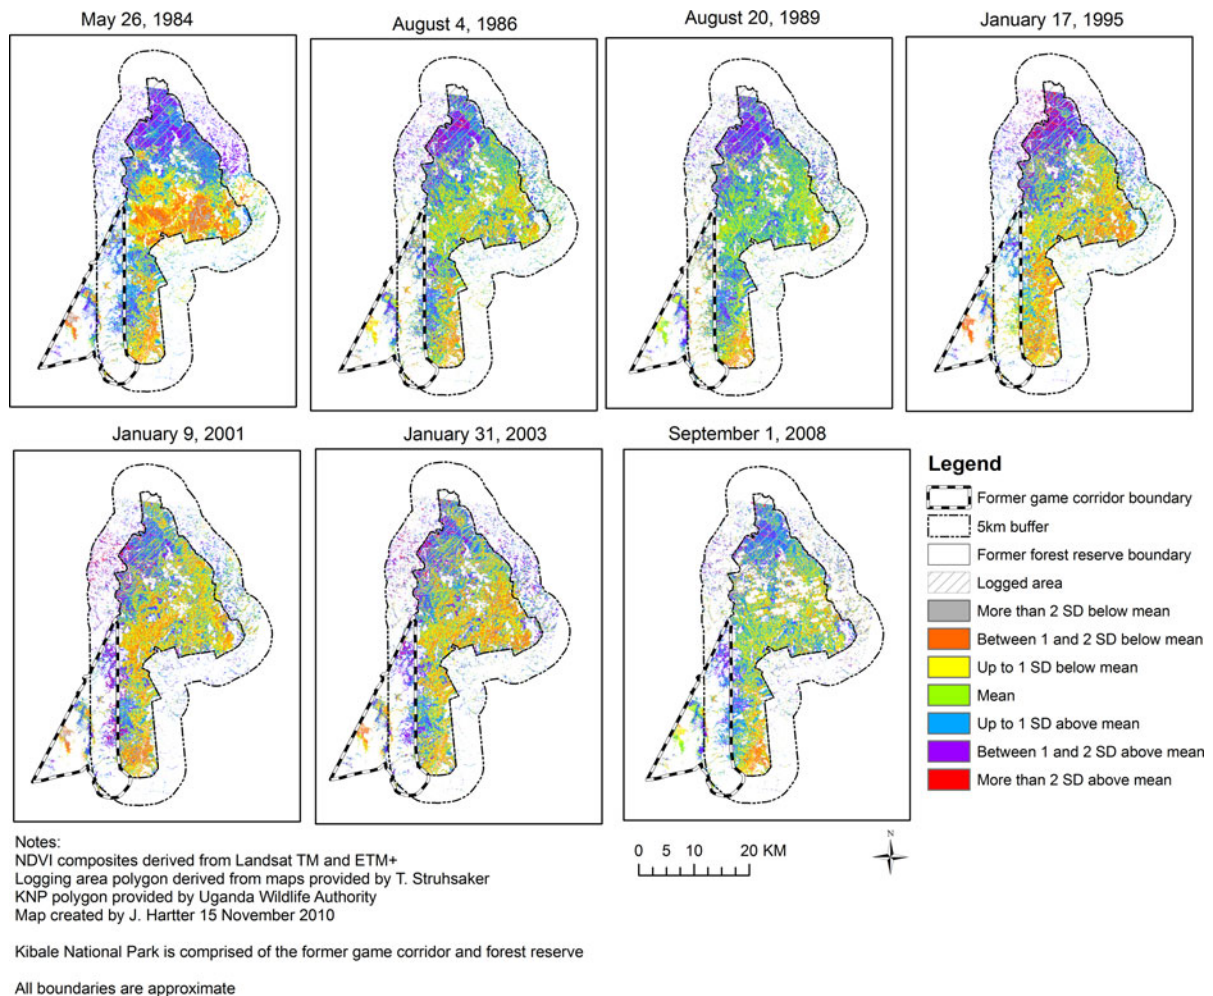 May 26, 1984
August 4, 1986
August 20, 1989
January 17, 1995
January 9, 2001
January 31, 2003
September 1, 2008
Legend
Former game corridor boundary
5km buffer
Former forest reserve boundary
Logged area
More than 2 SD below mean
Between 1 and 2 SD below mean
Up to 1 SD below mean
Mean
Up to 1 SD above mean
Between 1 and 2 SD above mean
More than 2 SD above mean
0 5 10 20 KM
N
Notes:
NDVI composites derived from Landsat TM and ETM+
Logging area polygon derived from maps provided by T. Struhsaker
KNP polygon provided by Uganda Wildlife Authority
Map created by J. Hartter 15 November 2010
Kibale National Park is comprised of the former game corridor and forest reserve
All boundaries are approximate